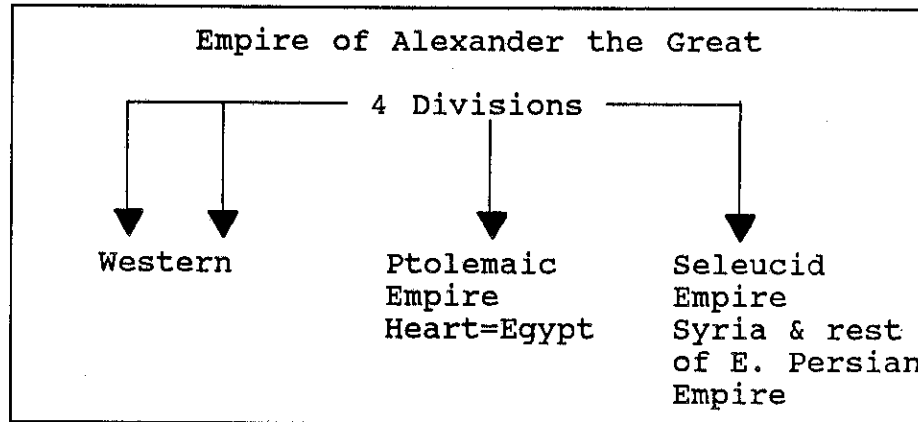 Empire of Alexander the Great
4 Divisions
Western
Ptolemaic
Empire
Heart=Egypt
Seleucid
Empire
Syria & rest
of E. Persian
Empire